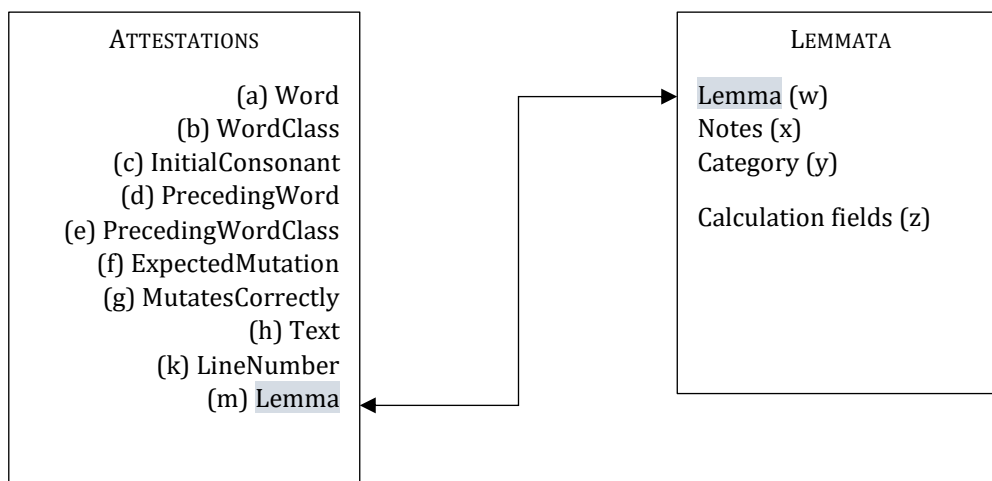 ATTESTATIONS
(a) Word
(b) WordClass
(c) InitialConsonant
(d) PrecedingWord
(e) PrecedingWordClass
(f) ExpectedMutation
(g) MutatesCorrectly
(h) Text
(k) LineNumber
(m) Lemma
LEMMATA
Lemma (w)
Notes (x)
Category (y)
Calculation fields (z)